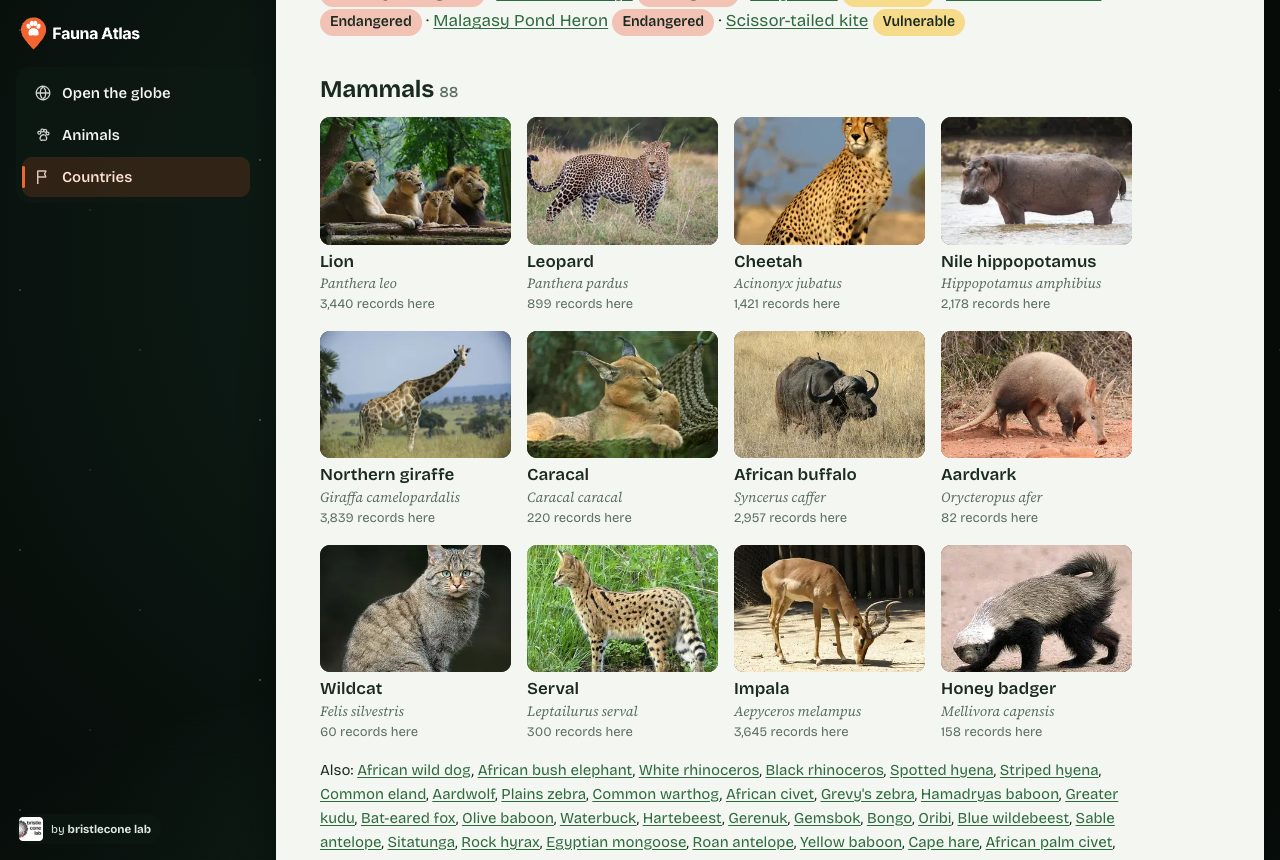 Fauna Atlas
Open the globe
Animals
Countries
by bristlecone lab
Endangered · Malagasy Pond Heron Endangered · Scissor-tailed kite Vulnerable
Mammals 88
Lion
Panthera leo
3,440 records here
Leopard
Panthera pardus
899 records here
Cheetah
Acinonyx jubatus
1,421 records here
Nile hippopotamus
Hippopotamus amphibius
2,178 records here
Northern giraffe
Giraffa camelopardalis
3,839 records here
Caracal
Caracal caracal
220 records here
African buffalo
Syncerus caffer
2,957 records here
Aardvark
Orycteropus afer
82 records here
Wildcat
Felis silvestris
60 records here
Serval
Leptailurus serval
300 records here
Impala
Aepyceros melampus
3,645 records here
Honey badger
Mellivora capensis
158 records here
Also: African wild dog, African bush elephant, White rhinoceros, Black rhinoceros, Spotted hyena, Striped hyena,
Common eland, Aardwolf, Plains zebra, Common warthog, African civet, Grevy's zebra, Hamadryas baboon, Greater
kudu, Bat-eared fox, Olive baboon, Waterbuck, Hartebeest, Gerenuk, Gemsbok, Bongo, Oribi, Blue wildebeest, Sable
antelope, Sitatunga, Rock hyrax, Egyptian mongoose, Roan antelope, Yellow baboon, Cape hare, African palm civet,